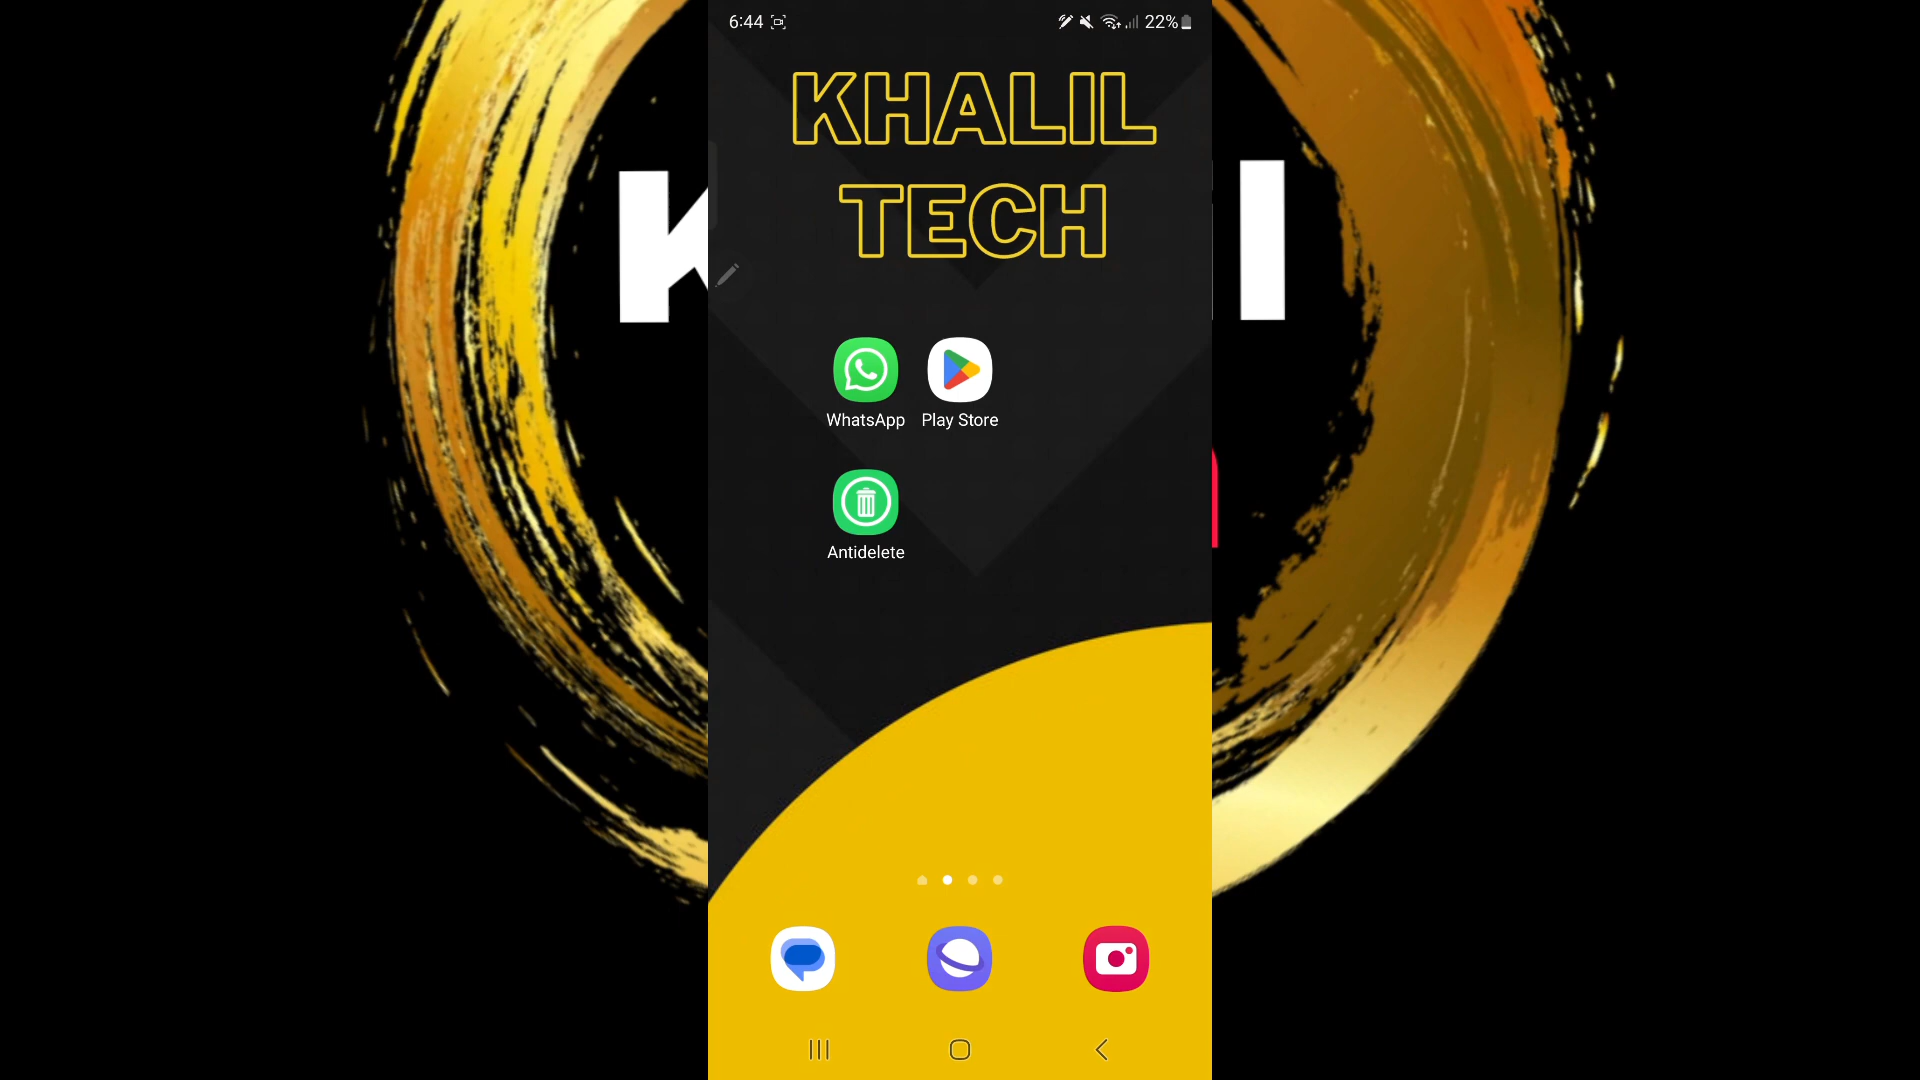 6:44
22%
KHALIL
TECH
K
WhatsApp
Play Store
Antidelete